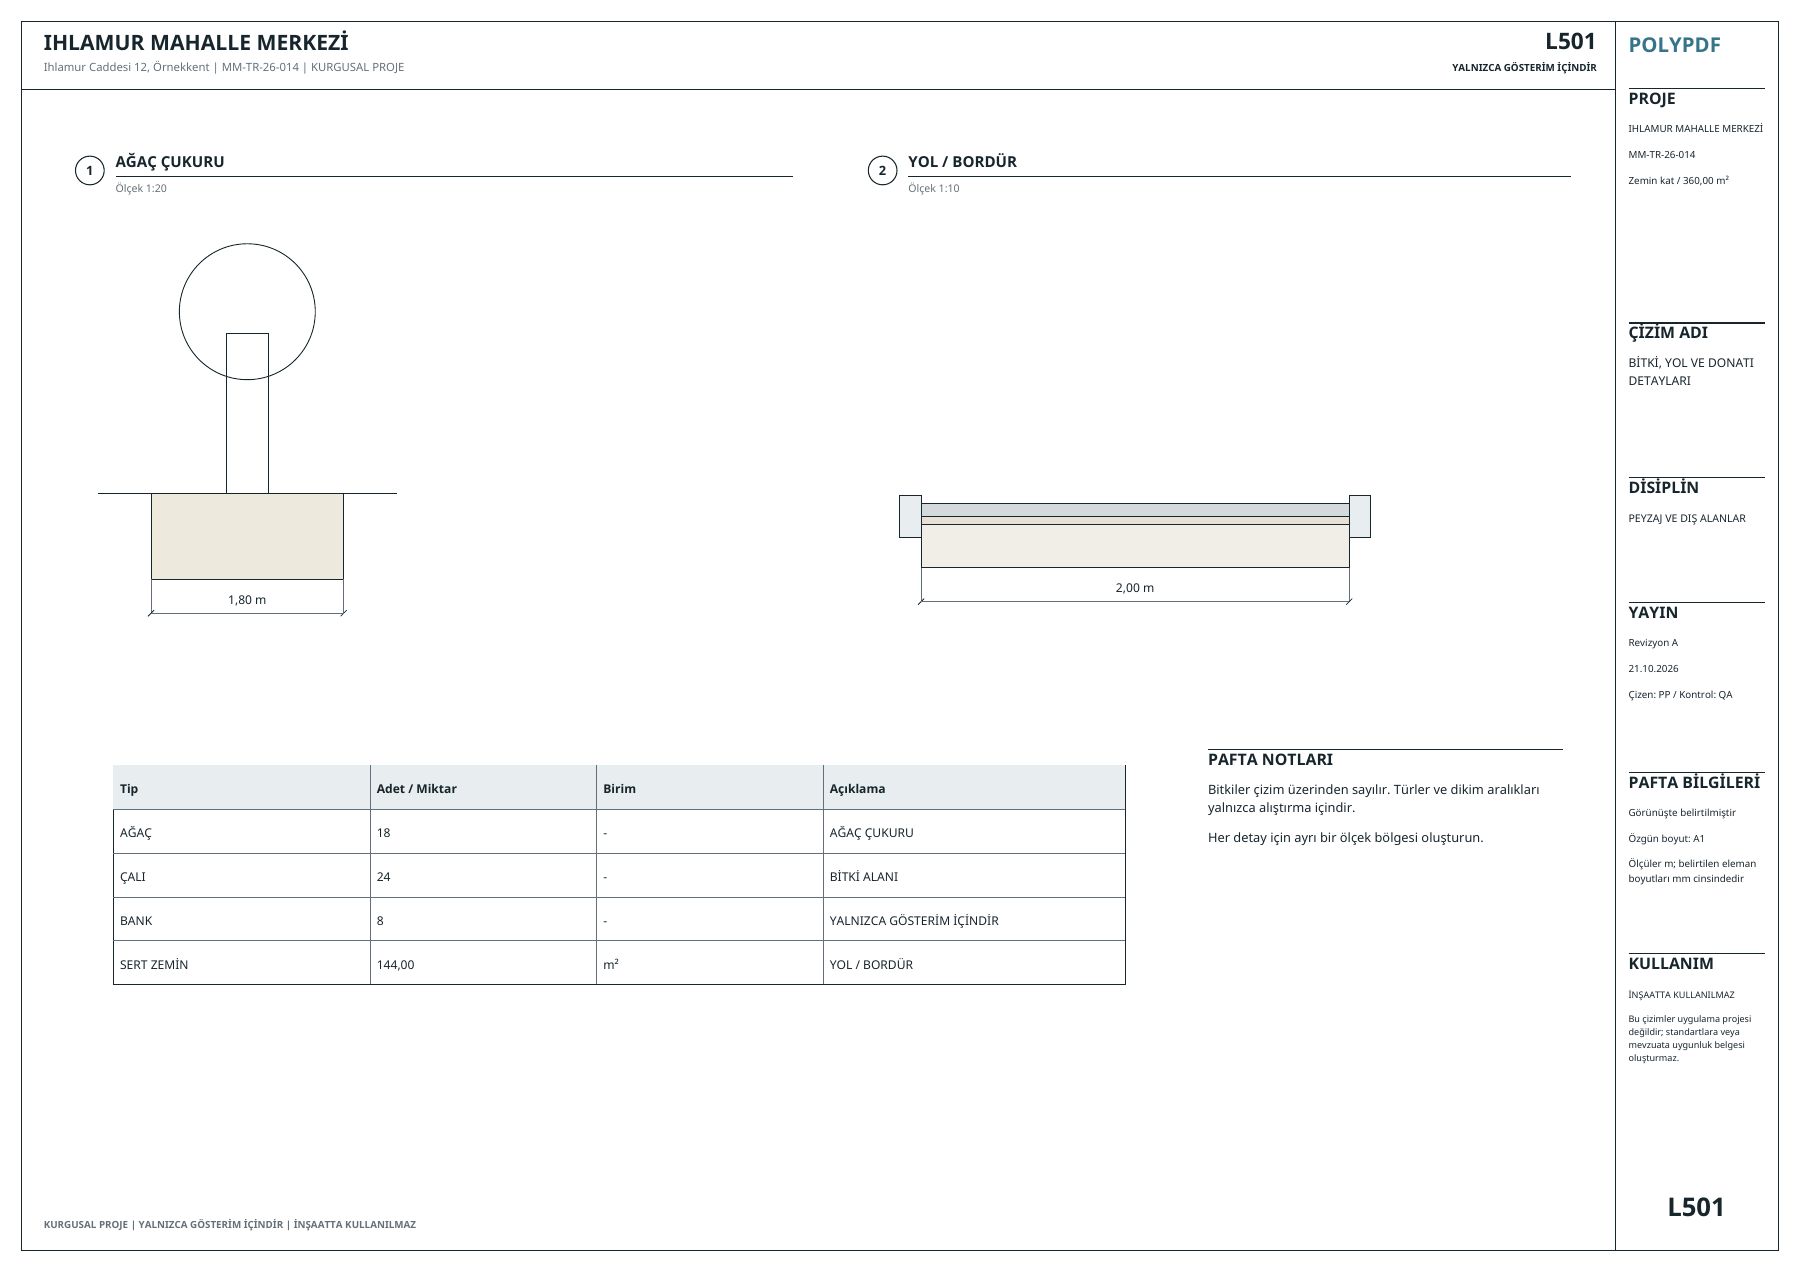 IHLAMUR MAHALLE MERKEZİ
Ihlamur Caddesi 12, Örnekkent | MM-TR-26-014 | KURGUSAL PROJE
L501
YALNIZCA GÖSTERİM İÇİNDİR
1
AĞAÇ ÇUKURU
Ölçek 1:20
2
YOL / BORDÜR
Ölçek 1:10
1,80 m
2,00 m
Tip Adet / Miktar Birim Açıklama
AĞAÇ 18 - AĞAÇ ÇUKURU
ÇALI 24 - BİTKİ ALANI
BANK 8 - YALNIZCA GÖSTERİM İÇİNDİR
SERT ZEMİN 144,00 m² YOL / BORDÜR
PAFTA NOTLARI
Bitkiler çizim üzerinden sayılır. Türler ve dikim aralıkları
yalnızca alıştırma içindir.
Her detay için ayrı bir ölçek bölgesi oluşturun.
KURGUSAL PROJE | YALNIZCA GÖSTERİM İÇİNDİR | İNŞAATTA KULLANILMAZ
POLYPDF
PROJE
IHLAMUR MAHALLE MERKEZİ
MM-TR-26-014
Zemin kat / 360,00 m²
ÇİZİM ADI
BİTKİ, YOL VE DONATI
DETAYLARI
DİSİPLİN
PEYZAJ VE DIŞ ALANLAR
YAYIN
Revizyon A
21.10.2026
Çizen: PP / Kontrol: QA
PAFTA BİLGİLERİ
Görünüşte belirtilmiştir
Özgün boyut: A1
Ölçüler m; belirtilen eleman
boyutları mm cinsindedir
KULLANIM
İNŞAATTA KULLANILMAZ
Bu çizimler uygulama projesi
değildir; standartlara veya
mevzuata uygunluk belgesi
oluşturmaz.
L501